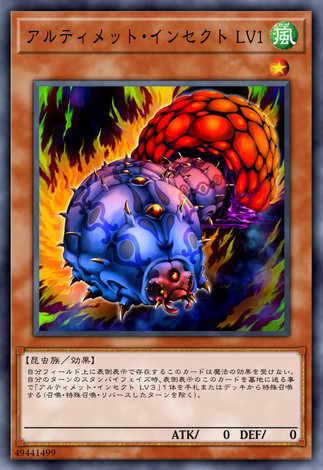 アルティメット・インセクト LV1
風
【昆虫族／効果】
自分フィールド上に表側表示で存在するこのカードは魔法の効果を受けない。
自分のターンのスタンバイフェイズ時、表側表示のこのカードを墓地に送る事
で「アルティメット・インセクト LV3」１体を手札またはデッキから特殊召喚
する（召喚・特殊召喚・リバースしたターンを除く）。
ATK/ 0 DEF/ 0
49441499